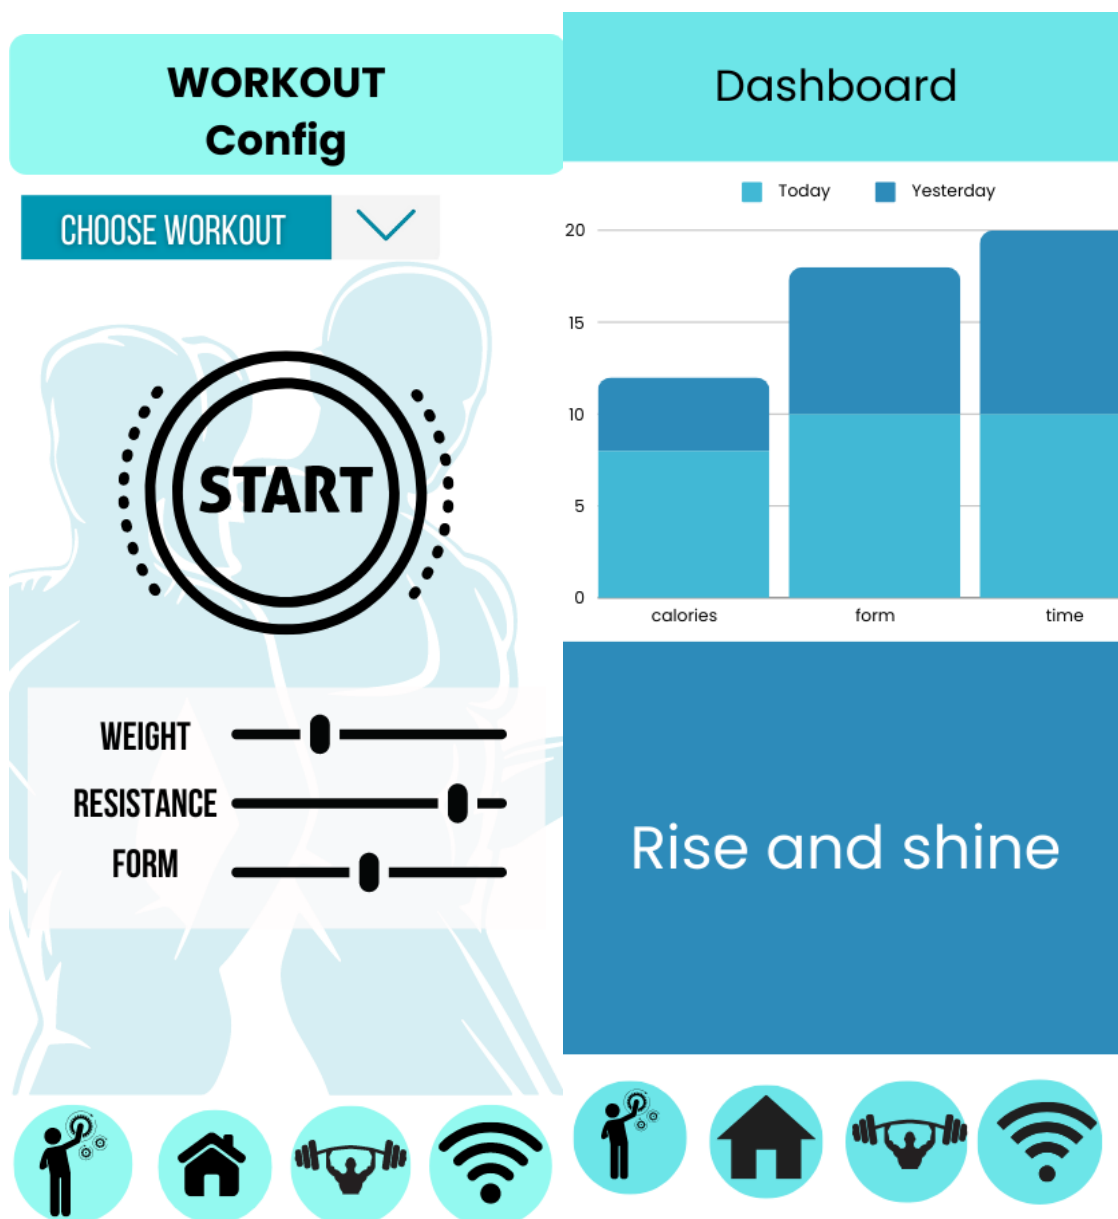 WORKOUT
Config
CHOOSE WORKOUT
START
WEIGHT
RESISTANCE
FORM
Dashboard
Today Yesterday
20
15
10
5
0
calories form time
Rise and shine